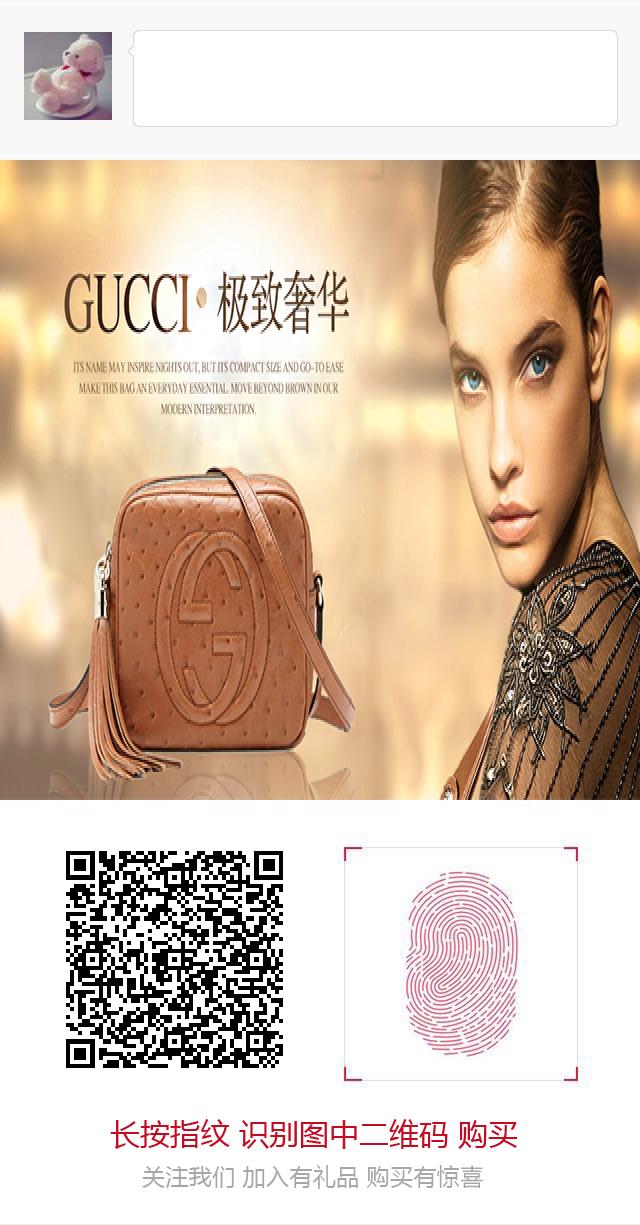 GUCCI·极致奢华
IT'S NAME MAY INSPIRE NIGHTS OUT, BUT IT'S COMPACT SIZE AND GO-TO EASE
MAKE THIS BAG AN EVERYDAY ESSENTIAL. MOVE BEYOND BROWN IN OUR
MODERN INTERPRETATION.
长按指纹 识别图中二维码 购买
关注我们 加入有礼品 购买有惊喜